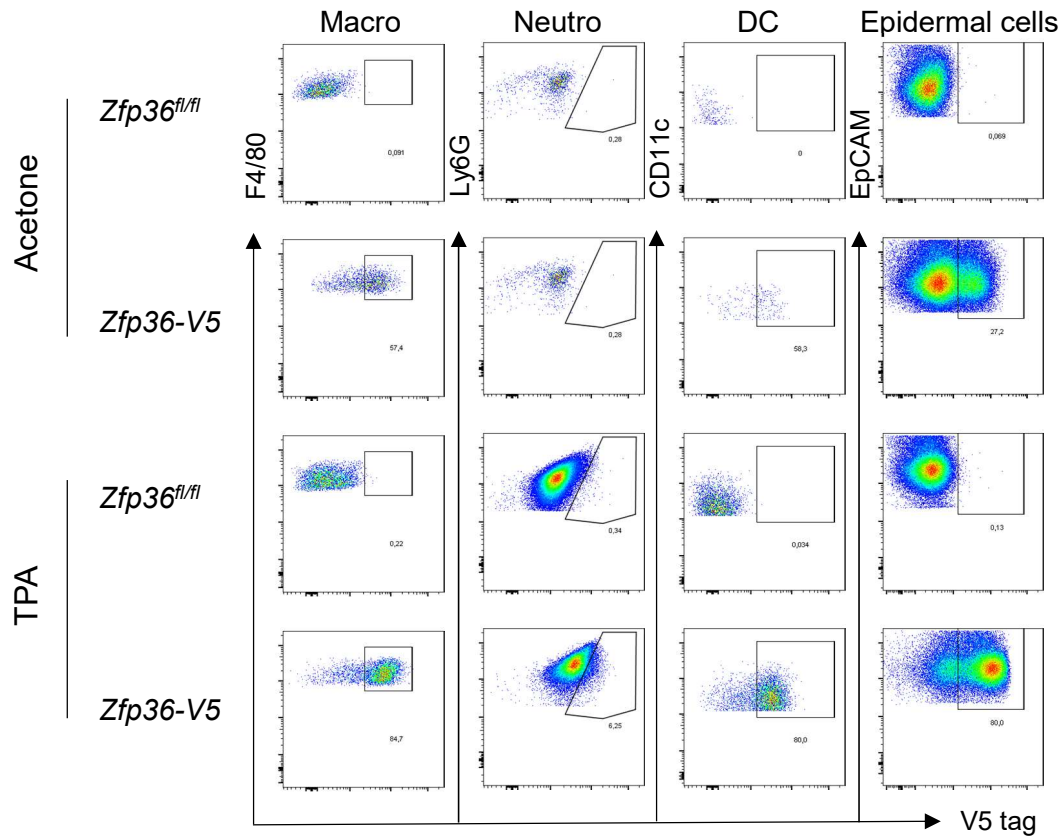 Macro Neutro DC Epidermal cells
Acetone
Zfp36fl/fl
F4/80 Ly6G CD11c EpCAM
0,091 0,28 0 0,069
Zfp36-V5
57,4 0,28 58,3 27,2
TPA
Zfp36fl/fl
0,22 0,34 0,034 0,13
Zfp36-V5
84,7 6,25 80,0 80,0
V5 tag